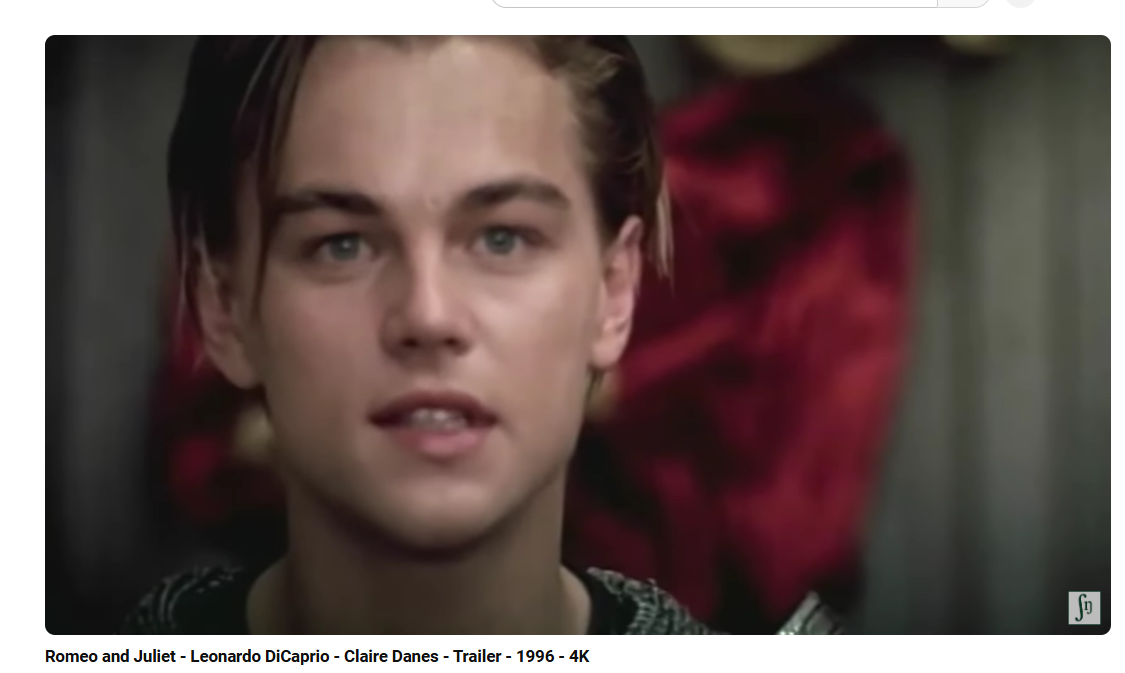 Romeo and Juliet - Leonardo DiCaprio - Claire Danes - Trailer - 1996 - 4K